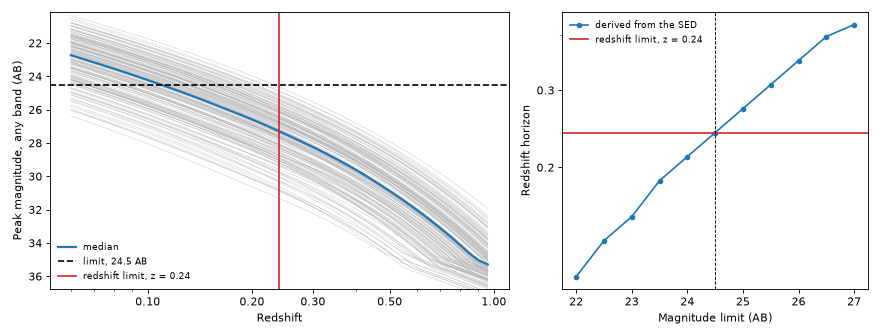 Peak magnitude, any band (AB)
22
24
26
28
30
32
34
36
median
limit, 24.5 AB
redshift limit, z = 0.24
0.10
0.20
0.30
0.50
1.00
Redshift
Redshift horizon
0.3
0.2
derived from the SED
redshift limit, z = 0.24
22
23
24
25
26
27
Magnitude limit (AB)